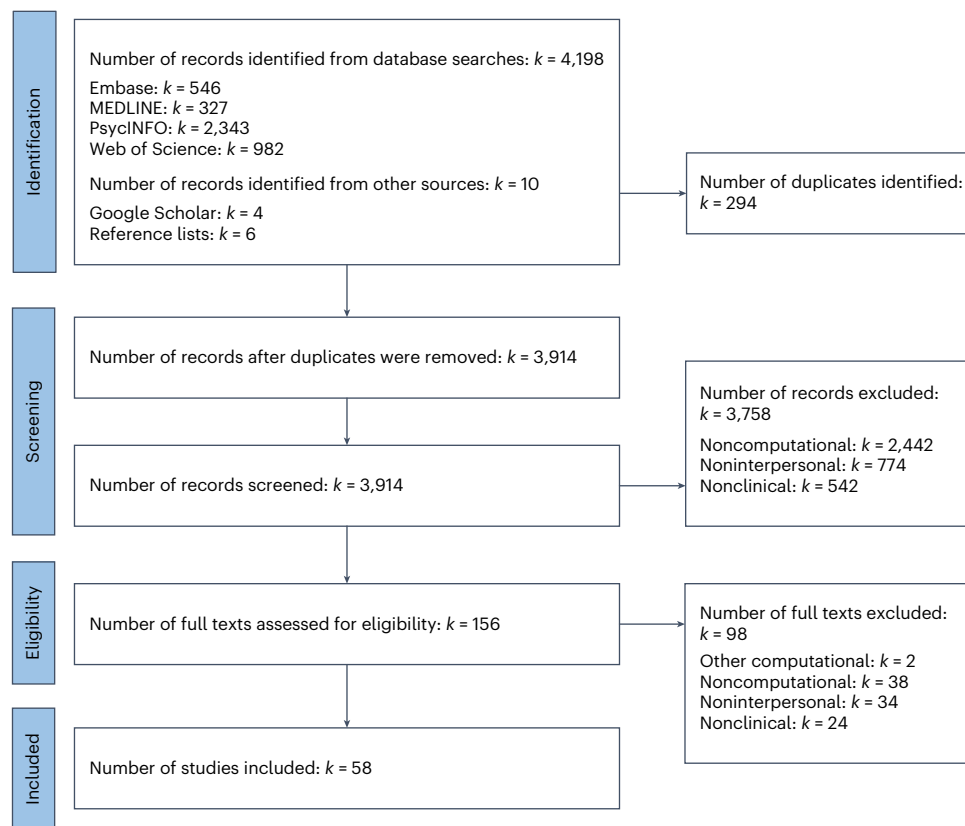 Identification
Number of records identified from database searches: k = 4,198
Embase: k = 546
MEDLINE: k = 327
PsycINFO: k = 2,343
Web of Science: k = 982
Number of records identified from other sources: k = 10
Google Scholar: k = 4
Reference lists: k = 6
Number of duplicates identified:
k = 294
Screening
Number of records after duplicates were removed: k = 3,914
Number of records screened: k = 3,914
Number of records excluded:
k = 3,758
Noncomputational: k = 2,442
Noninterpersonal: k = 774
Nonclinical: k = 542
Eligibility
Number of full texts assessed for eligibility: k = 156
Number of full texts excluded:
k = 98
Other computational: k = 2
Noncomputational: k = 38
Noninterpersonal: k = 34
Nonclinical: k = 24
Included
Number of studies included: k = 58